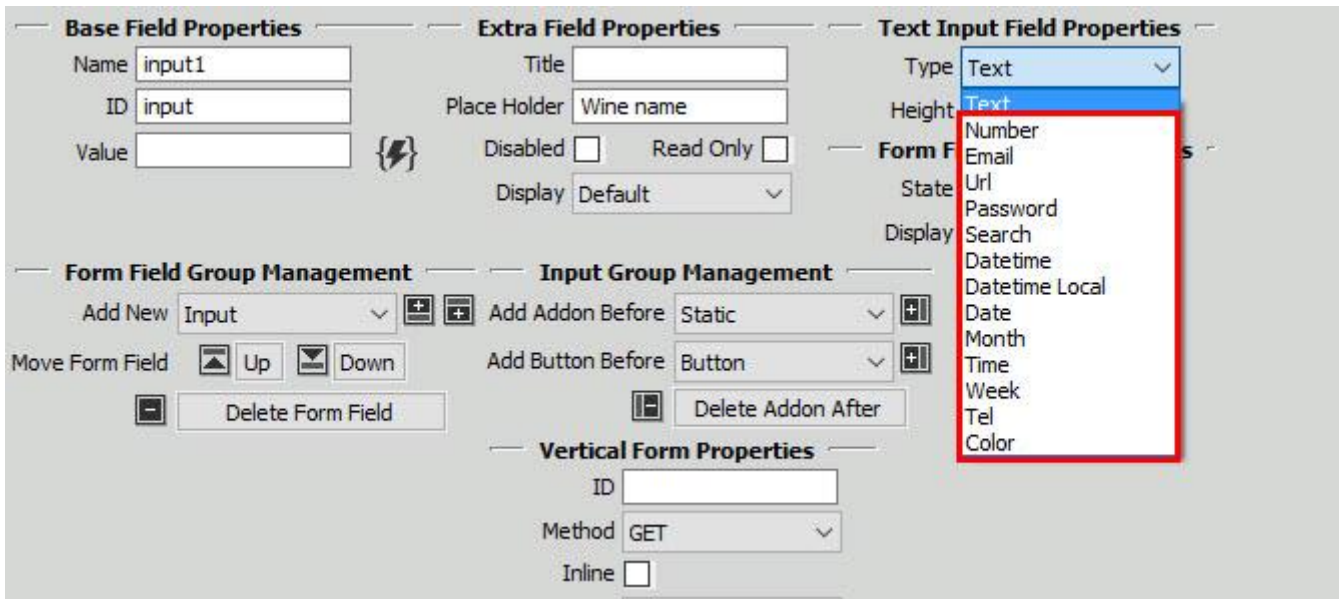 Base Field Properties
Name input1
ID input
Value
Extra Field Properties
Title
Place Holder Wine name
Disabled Read Only
Display Default
Text Input Field Properties
Type Text
Height Text
Number
Email
Url
Password
Search
Datetime
Datetime Local
Date
Month
Time
Week
Tel
Color
Form F s
State
Display
Form Field Group Management
Add New Input
Move Form Field Up Down
Delete Form Field
Input Group Management
Add Addon Before Static
Add Button Before Button
Delete Addon After
Vertical Form Properties
ID
Method GET
Inline